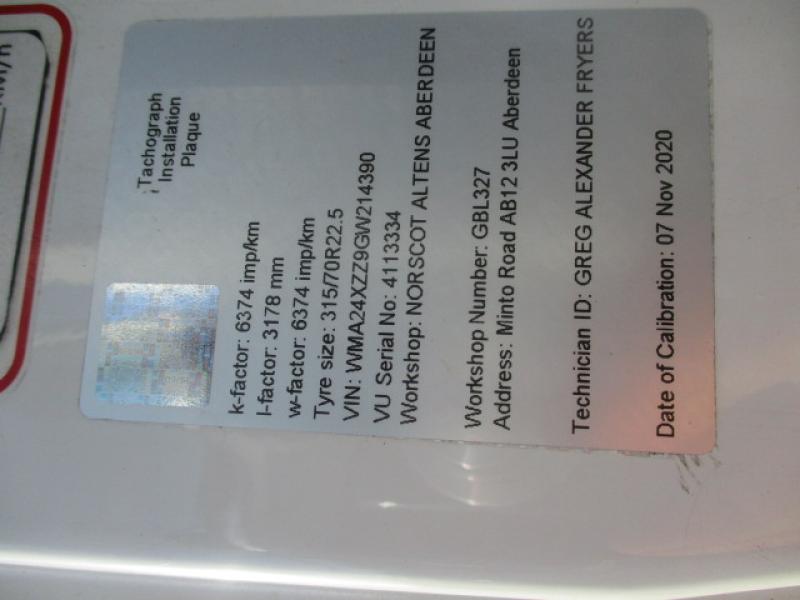 KM/h
Tachograph
Installation
Plaque
k-factor: 6374 imp/km
l-factor: 3178 mm
w-factor: 6374 imp/km
Tyre size: 315/70R22.5
VIN: WMA24XZZ9GW214390
VU Serial No: 4113334
Workshop: NORSCOT ALTENS ABERDEEN
Workshop Number: GBL327
Address: Minto Road AB12 3LU Aberdeen
Technician ID: GREG ALEXANDER FRYERS
Date of Calibration: 07 Nov 2020